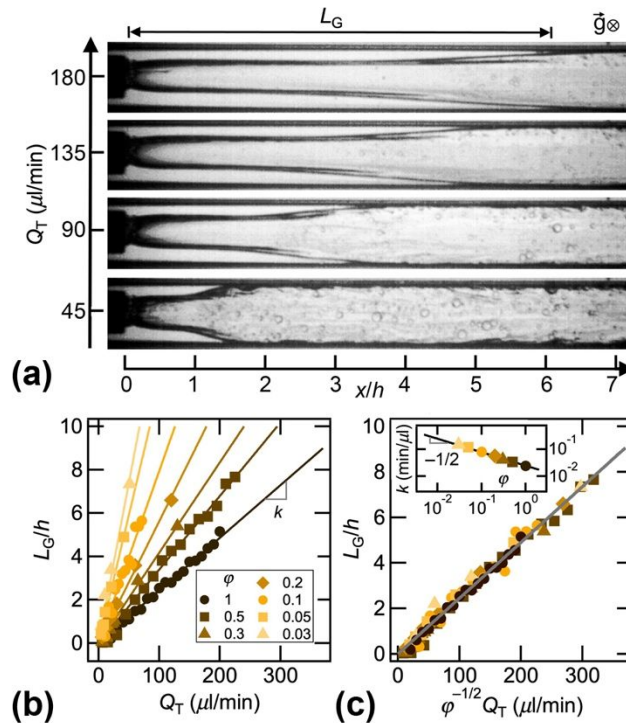 L_G
g⊗
Q_T (μl/min)
180
135
90
45
(a)
0 1 2 3 4 5 6 7
x/h
(b)
L_G/h
10
8
6
4
2
0
0 100 200 300 400
Q_T (μl/min)
k
φ
1
0.5
0.3
0.2
0.1
0.05
0.03
(c)
L_G/h
10
8
6
4
2
0
0 100 200 300
φ^{-1/2}Q_T (μl/min)
k (min/μl)
−1/2
φ
10^{-1}
10^{-2}
10^{-2} 10^{-1} 10^0